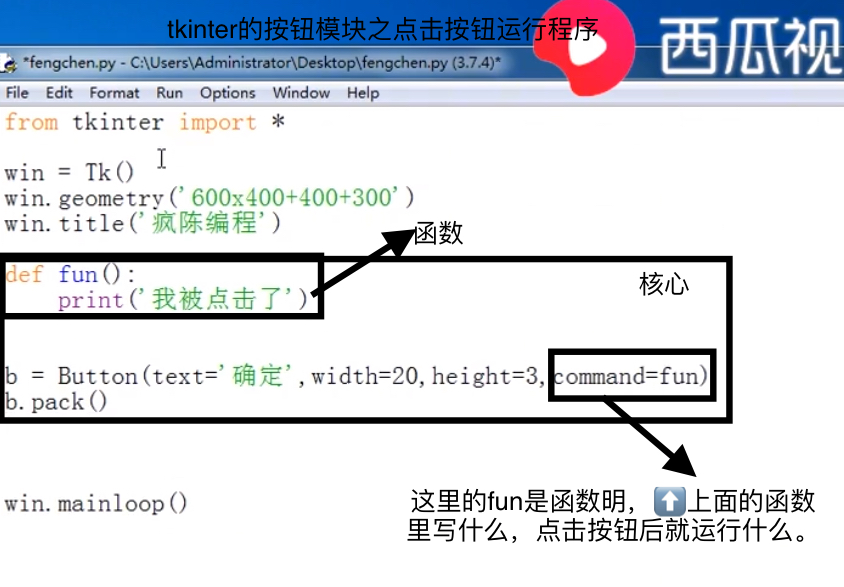 tkinter的按钮模块之点击按钮运行程序
西瓜视
*fengchen.py - C:\Users\Administrator\Desktop\fengchen.py (3.7.4)*
File Edit Format Run Options Window Help
from tkinter import *
win = Tk()
win.geometry('600x400+400+300')
win.title('疯陈编程')
函数
def fun():
核心
print('我被点击了')
b = Button(text='确定',width=20,height=3,command=fun)
b.pack()
win.mainloop()
这里的fun是函数明，⬆️上面的函数
里写什么，点击按钮后就运行什么。